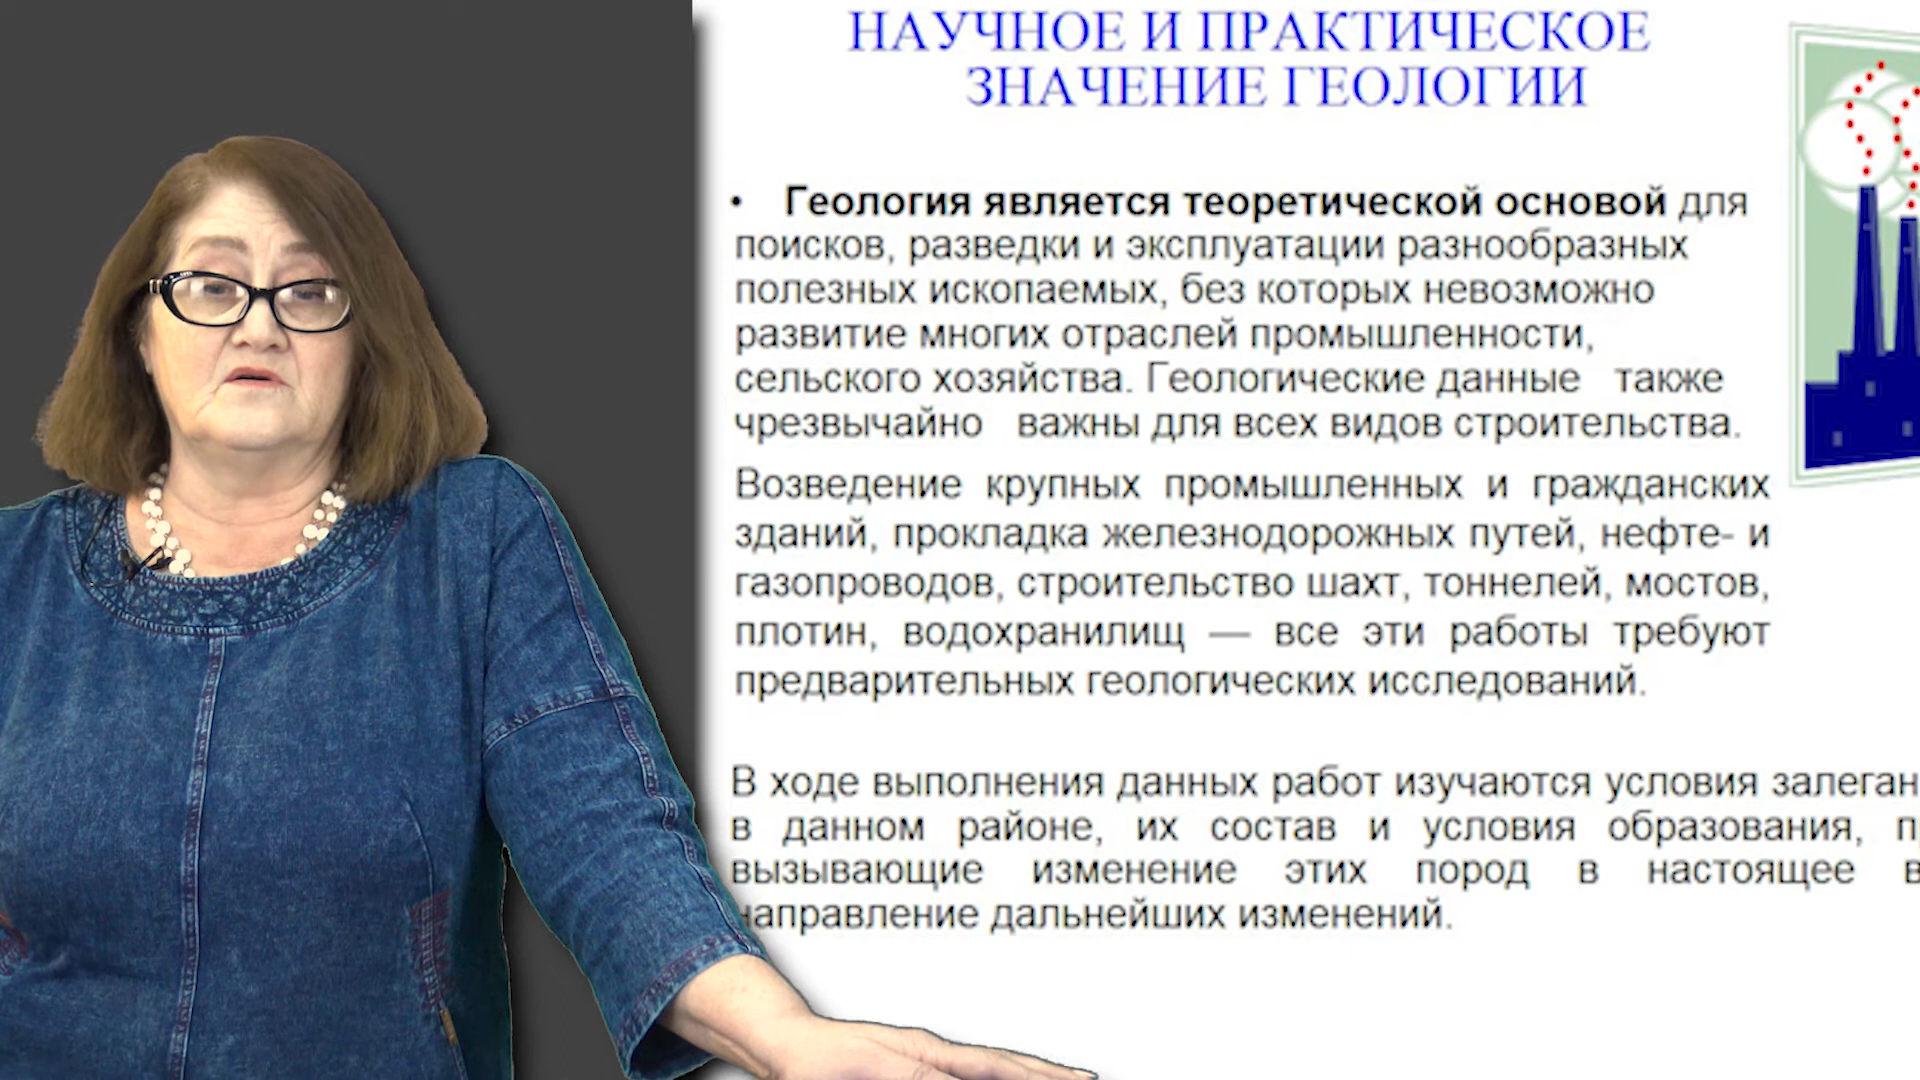 НАУЧНОЕ И ПРАКТИЧЕСКОЕ
ЗНАЧЕНИЕ ГЕОЛОГИИ
• Геология является теоретической основой для
поисков, разведки и эксплуатации разнообразных
полезных ископаемых, без которых невозможно
развитие многих отраслей промышленности,
сельского хозяйства. Геологические данные также
чрезвычайно важны для всех видов строительства.
Возведение крупных промышленных и гражданских
зданий, прокладка железнодорожных путей, нефте- и
газопроводов, строительство шахт, тоннелей, мостов,
плотин, водохранилищ — все эти работы требуют
предварительных геологических исследований.
В ходе выполнения данных работ изучаются условия
в данном районе, их состав и условия образования,
вызывающие изменение этих пород в настоящее
дальнейших изменений.